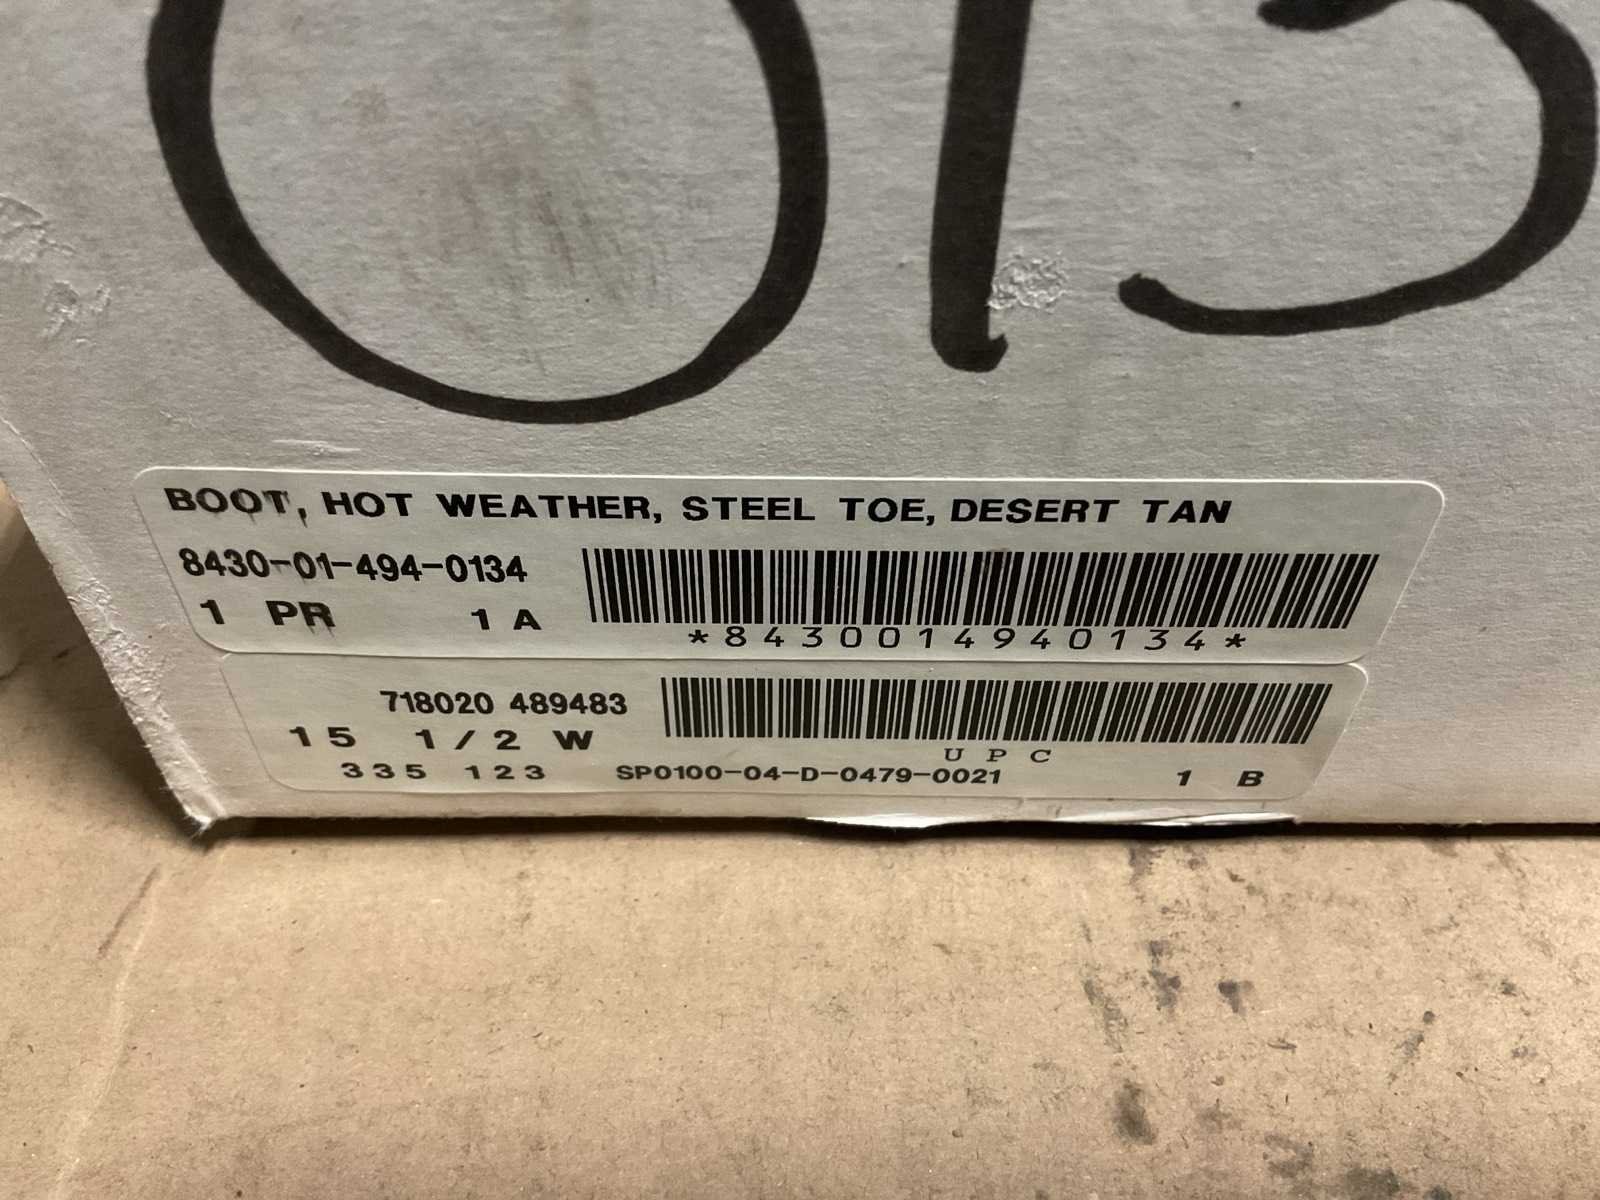 013
BOOT, HOT WEATHER, STEEL TOE, DESERT TAN
8430-01-494-0134
1 PR 1 A
*8430014940134*
718020 489483
15 1/2 W
UPC
335 123 SP0100-04-D-0479-0021 1 B